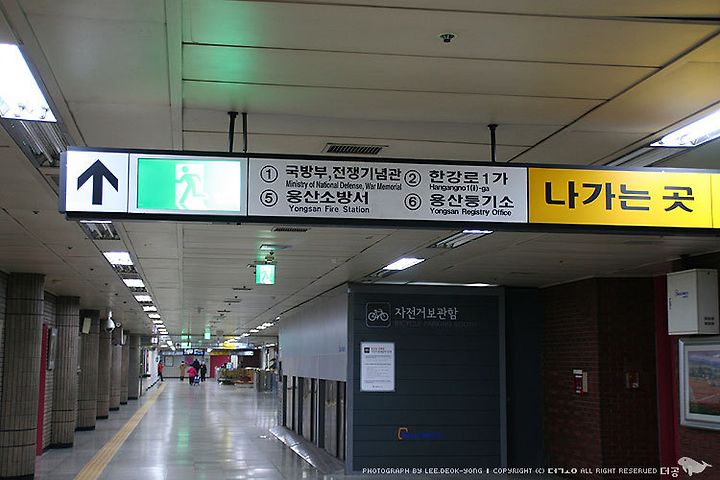 ① 국방부,전쟁기념관 ② 한강로1가
Ministry of National Defense, War Memorial Hangangno1(il)-ga
⑤ 용산소방서 ⑥ 용산등기소
Yongsan Fire Station Yongsan Registry Office
나가는 곳
자전거보관함
BICYCLE PARKING BOOTH
PHOTOGRAPH BY LEE.DEOK-YONG I COPYRIGHT (C) ALL RIGHT RESERVED 더공